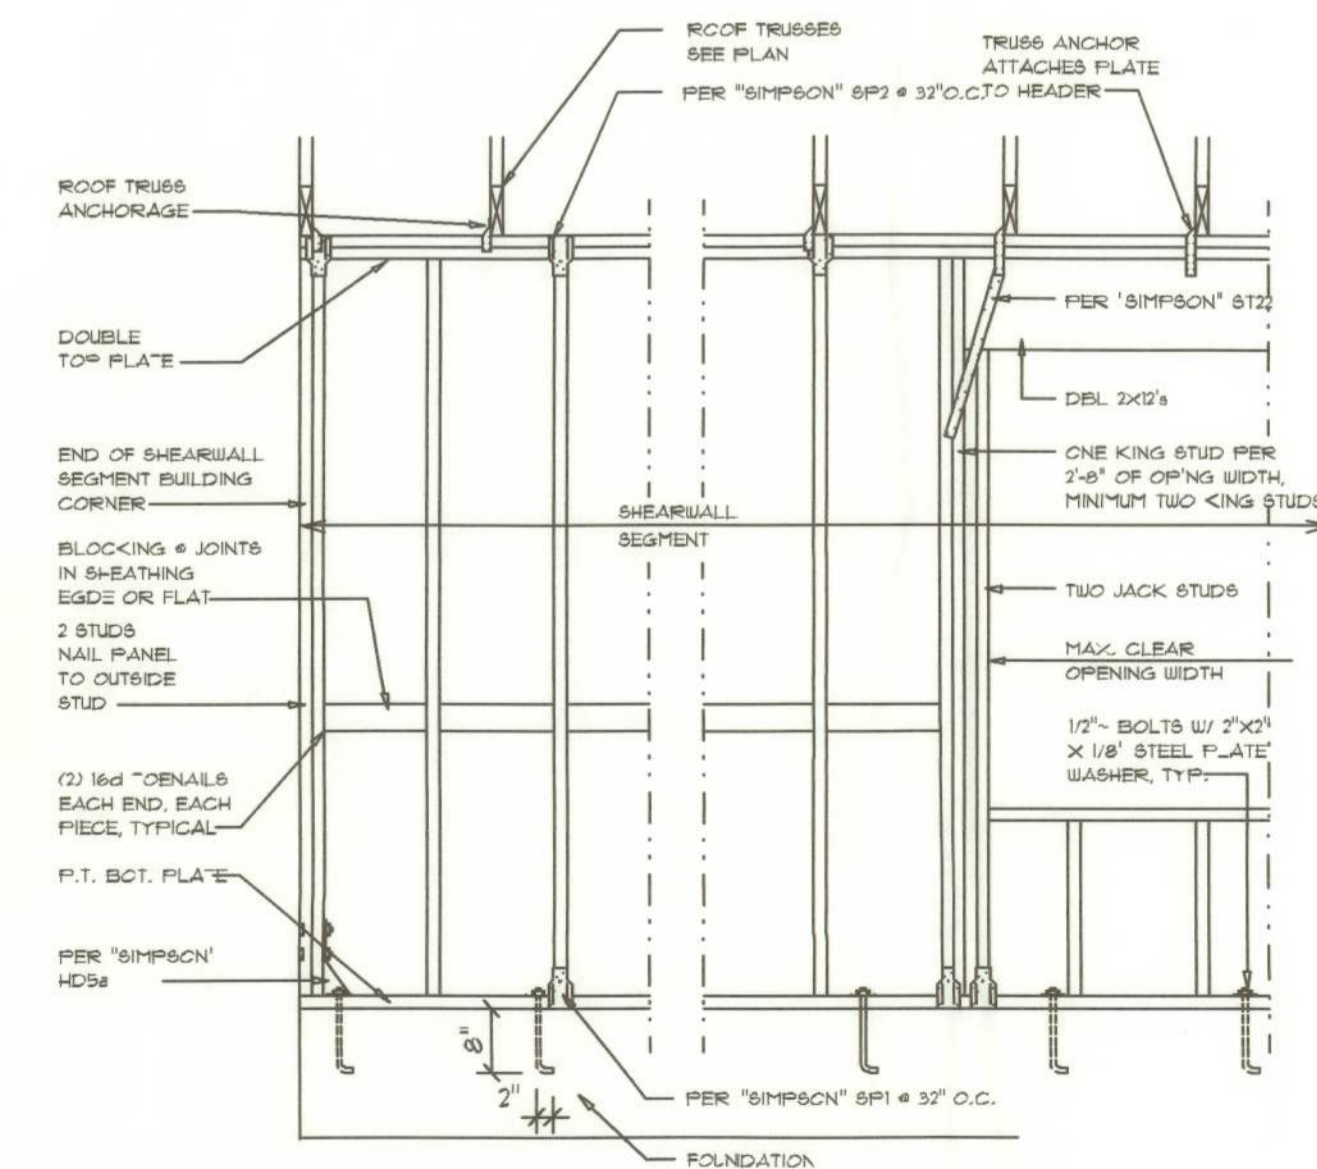 ROOF TRUSSES
SEE PLAN
TRUSS ANCHOR
ATTACHES PLATE
TO HEADER
PER "SIMPSON" SP2 @ 32"O.C.
ROOF TRUSS
ANCHORAGE
PER 'SIMPSON" ST22
DOUBLE
TOP PLATE
DBL 2X12's
END OF SHEARWALL
SEGMENT BUILDING
CORNER
ONE KING STUD PER
2'-8" OF OP'NG WIDTH,
MINIMUM TWO KING STUDS
SHEARWALL
SEGMENT
BLOCKING @ JOINTS
IN SHEATHING
EGDE OR FLAT
TWO JACK STUDS
2 STUDS
NAIL PANEL
TO OUTSIDE
STUD
MAX. CLEAR
OPENING WIDTH
1/2"~ BOLTS W/ 2"X2"
X 1/8' STEEL PLATE
WASHER, TYP.
(2) 16d TOENAILS
EACH END, EACH
PIECE, TYPICAL
P.T. BOT. PLATE
PER "SIMPSON'
HD5a
8"
2"
PER "SIMPSON" SP1 @ 32" O.C.
FOUNDATION